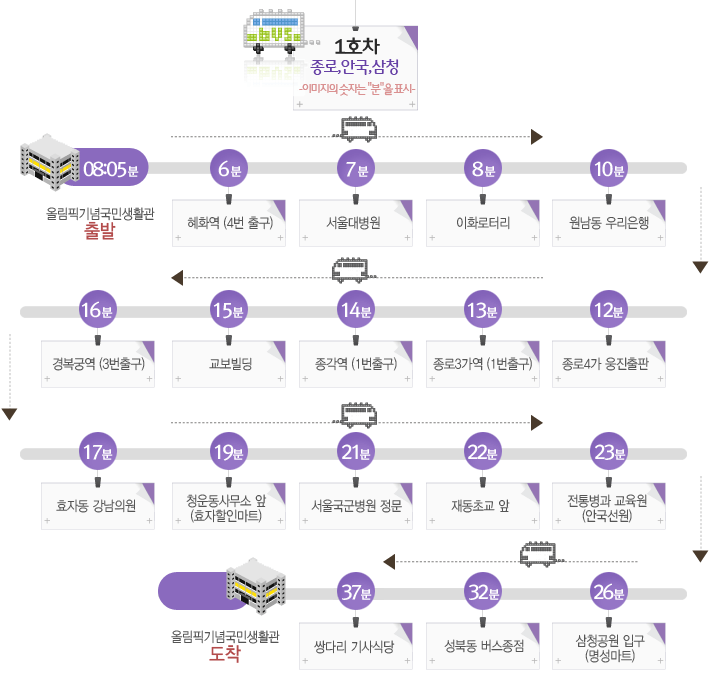 bus
1호차
종로,안국,삼청
-이미지의 숫자는 "분"을 표시-
08:05분
6분
7분
8분
10분
올림픽기념국민생활관
출발
혜화역 (4번 출구)
서울대병원
이화로터리
원남동 우리은행
16분
15분
14분
13분
12분
경복궁역 (3번출구)
교보빌딩
종각역 (1번출구)
종로3가역 (1번출구)
종로4가 웅진출판
17분
19분
21분
22분
23분
효자동 강남의원
청운동사무소 앞
(효자할인마트)
서울국군병원 정문
재동초교 앞
전통병과 교육원
(안국선원)
37분
32분
26분
올림픽기념국민생활관
도착
쌍다리 기사식당
성북동 버스종점
삼청공원 입구
(명성마트)